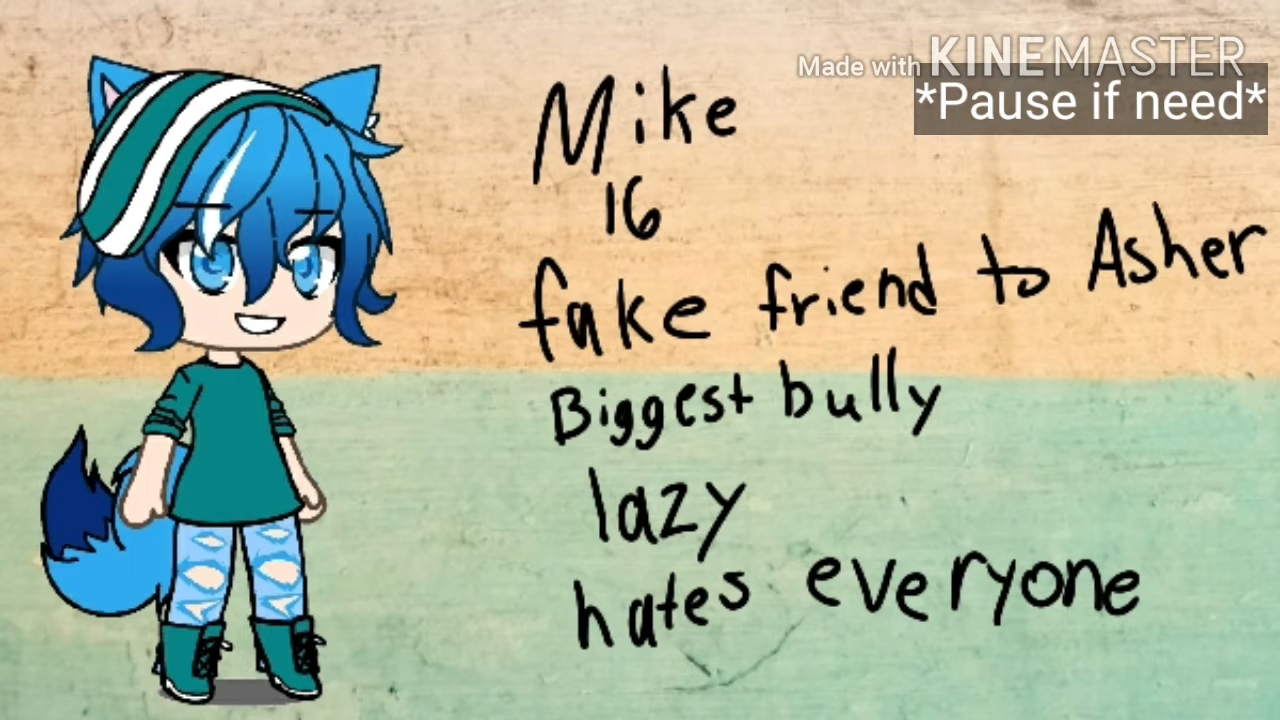 Made with KINEMASTER
*Pause if need*
Mike
16
fake friend to Asher
Biggest bully
lazy
hates everyone